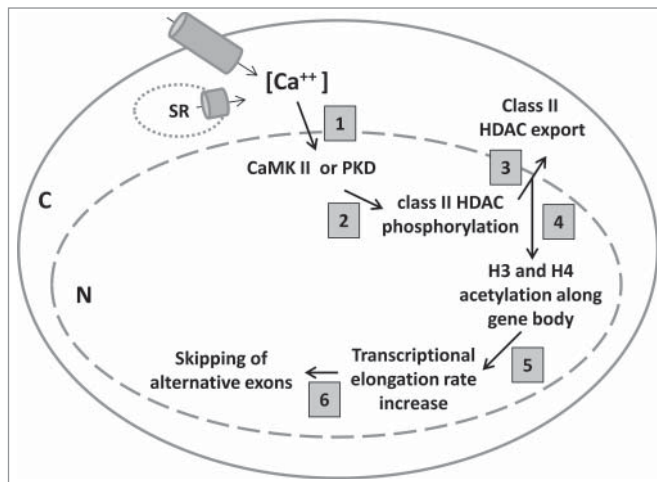 [Ca++]
SR
1
CaMK II or PKD
2
class II HDAC
phosphorylation
Class II
HDAC export
3
4
C
N
H3 and H4
acetylation along
gene body
5
Transcriptional
elongation rate
increase
6
Skipping of
alternative exons